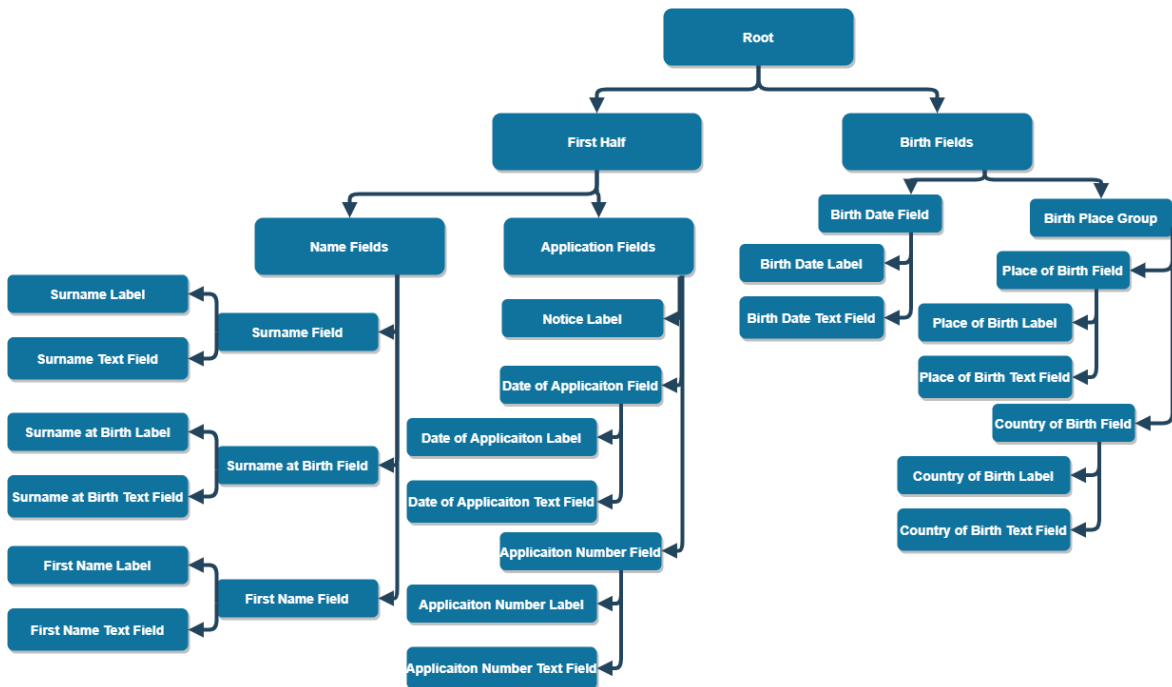 Root
First Half
Birth Fields
Name Fields
Application Fields
Birth Date Field
Birth Place Group
Surname Label
Surname Text Field
Surname Field
Surname at Birth Label
Surname at Birth Text Field
Surname at Birth Field
First Name Label
First Name Text Field
First Name Field
Notice Label
Date of Applicaiton Field
Date of Applicaiton Label
Date of Applicaiton Text Field
Applicaiton Number Field
Applicaiton Number Label
Applicaiton Number Text Field
Birth Date Label
Birth Date Text Field
Place of Birth Field
Place of Birth Label
Place of Birth Text Field
Country of Birth Field
Country of Birth Label
Country of Birth Text Field